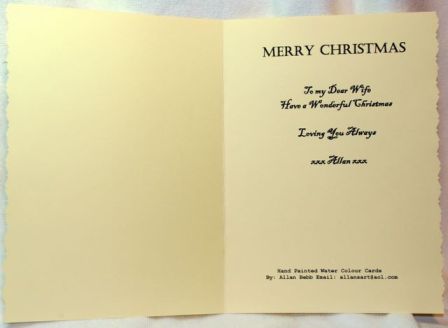 MERRY CHRISTMAS
To my Dear Wife
Have a Wonderful Christmas
Loving You Always
xxx Allan xxx
Hand Painted Water Colour Cards
By: Allan Bebb Email: allansart@aol.com